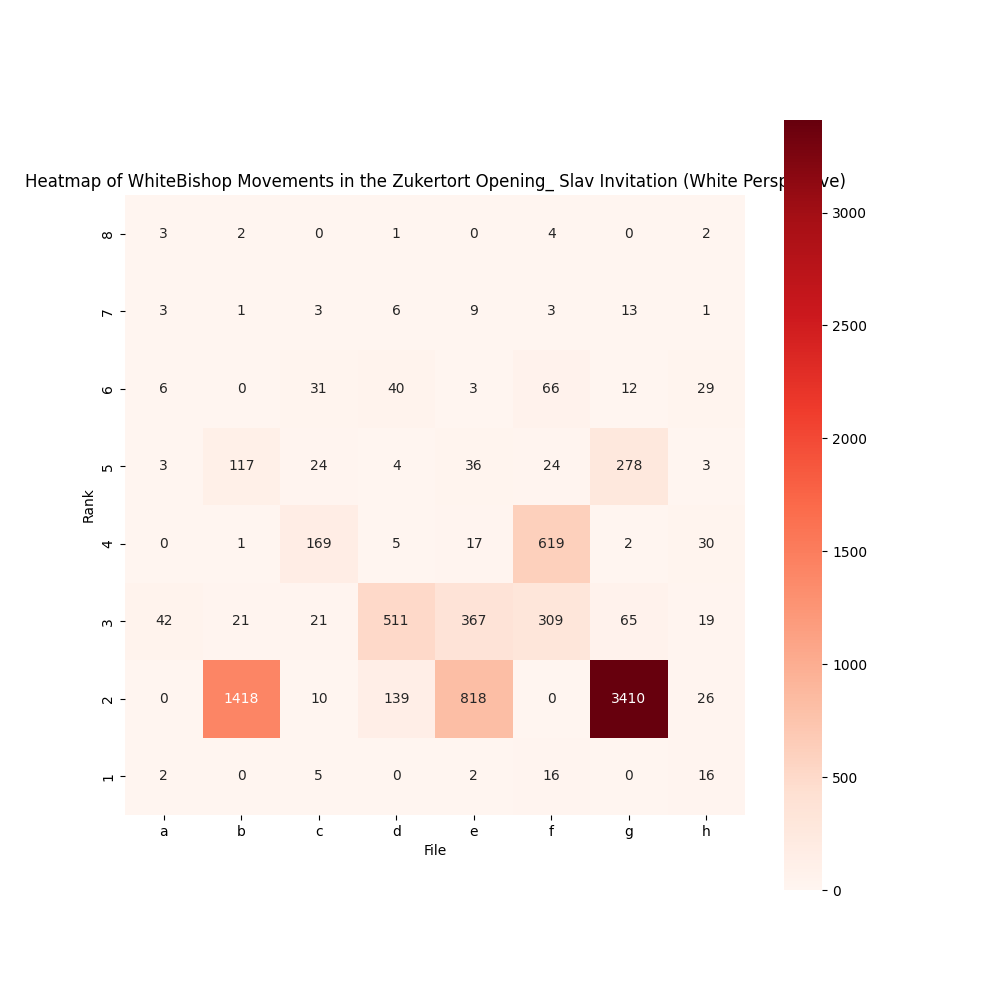 Heatmap of WhiteBishop Movements in the Zukertort Opening_ Slav Invitation (White Perspective)
8 3 2 0 1 0 4 0 2
7 3 1 3 6 9 3 13 1
6 6 0 31 40 3 66 12 29
5 3 117 24 4 36 24 278 3
4 0 1 169 5 17 619 2 30
3 42 21 21 511 367 309 65 19
2 0 1418 10 139 818 0 3410 26
1 2 0 5 0 2 16 0 16
a b c d e f g h
File
Rank
3000
2500
2000
1500
1000
500
0